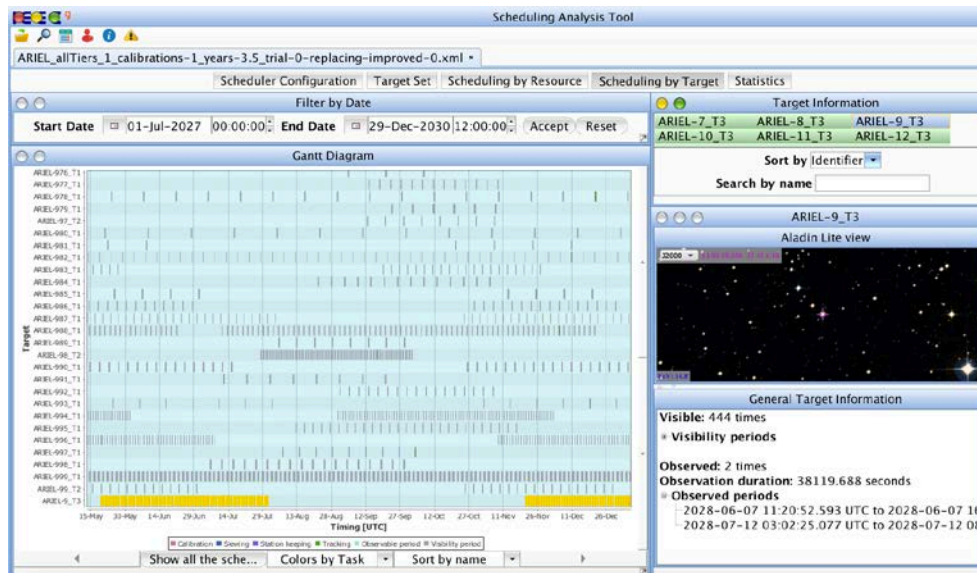 Scheduling Analysis Tool
ARIEL_allTiers_1_calibrations-1_years-3.5_trial-0-replacing-improved-0.xml
Scheduler Configuration Target Set Scheduling by Resource Scheduling by Target Statistics
Filter by Date
Start Date 01-Jul-2027 00:00:00 End Date 29-Dec-2030 12:00:00 Accept Reset
Gantt Diagram
Target
ARIEL-976_T1
ARIEL-977_T1
ARIEL-978_T1
ARIEL-979_T1
ARIEL-97_T2
ARIEL-980_T1
ARIEL-981_T1
ARIEL-982_T1
ARIEL-983_T1
ARIEL-984_T1
ARIEL-985_T1
ARIEL-986_T1
ARIEL-987_T1
ARIEL-988_T1
ARIEL-989_T1
ARIEL-98_T2
ARIEL-990_T1
ARIEL-991_T1
ARIEL-992_T1
ARIEL-993_T1
ARIEL-994_T1
ARIEL-995_T1
ARIEL-996_T1
ARIEL-997_T1
ARIEL-998_T1
ARIEL-999_T1
ARIEL-99_T2
ARIEL-9_T3
15-May 30-May 14-Jun 29-Jun 14-Jul 29-Jul 13-Aug 28-Aug 12-Sep 27-Sep 12-Oct 27-Oct 11-Nov 26-Nov 11-Dec 26-Dec
Timing [UTC]
Calibration Slewing Station keeping Tracking Observable period Visibility period
Show all the sche... Colors by Task Sort by name
Target Information
ARIEL-7_T3 ARIEL-8_T3 ARIEL-9_T3
ARIEL-10_T3 ARIEL-11_T3 ARIEL-12_T3
Sort by Identifier
Search by name
ARIEL-9_T3
Aladin Lite view
J2000
General Target Information
Visible: 444 times
Visibility periods
Observed: 2 times
Observation duration: 38119.688 seconds
Observed periods
2028-06-07 11:20:52.593 UTC to 2028-06-07 16
2028-07-12 03:02:25.077 UTC to 2028-07-12